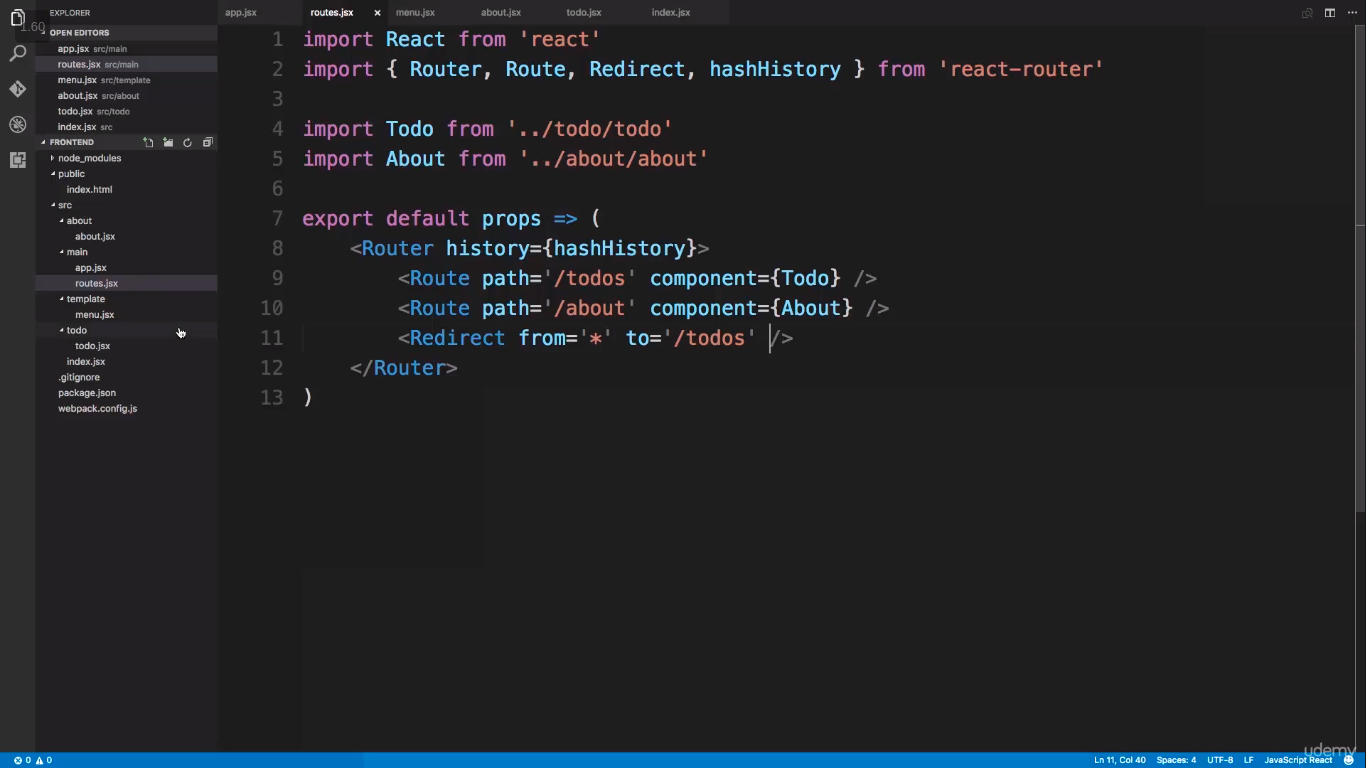 EXPLORER
1.60
OPEN EDITORS
app.jsx src/main
routes.jsx src/main
menu.jsx src/template
about.jsx src/about
todo.jsx src/todo
index.jsx src
FRONTEND
node_modules
public
index.html
src
about
about.jsx
main
app.jsx
routes.jsx
template
menu.jsx
todo
todo.jsx
index.jsx
.gitignore
package.json
webpack.config.js
app.jsx routes.jsx × menu.jsx about.jsx todo.jsx index.jsx
1 import React from 'react'
2 import { Router, Route, Redirect, hashHistory } from 'react-router'
3
4 import Todo from '../todo/todo'
5 import About from '../about/about'
6
7 export default props => (
8 <Router history={hashHistory}>
9 <Route path='/todos' component={Todo} />
10 <Route path='/about' component={About} />
11 <Redirect from='*' to='/todos' />
12 </Router>
13 )
udemy
0 0 Ln 11, Col 40 Spaces: 4 UTF-8 LF JavaScript React